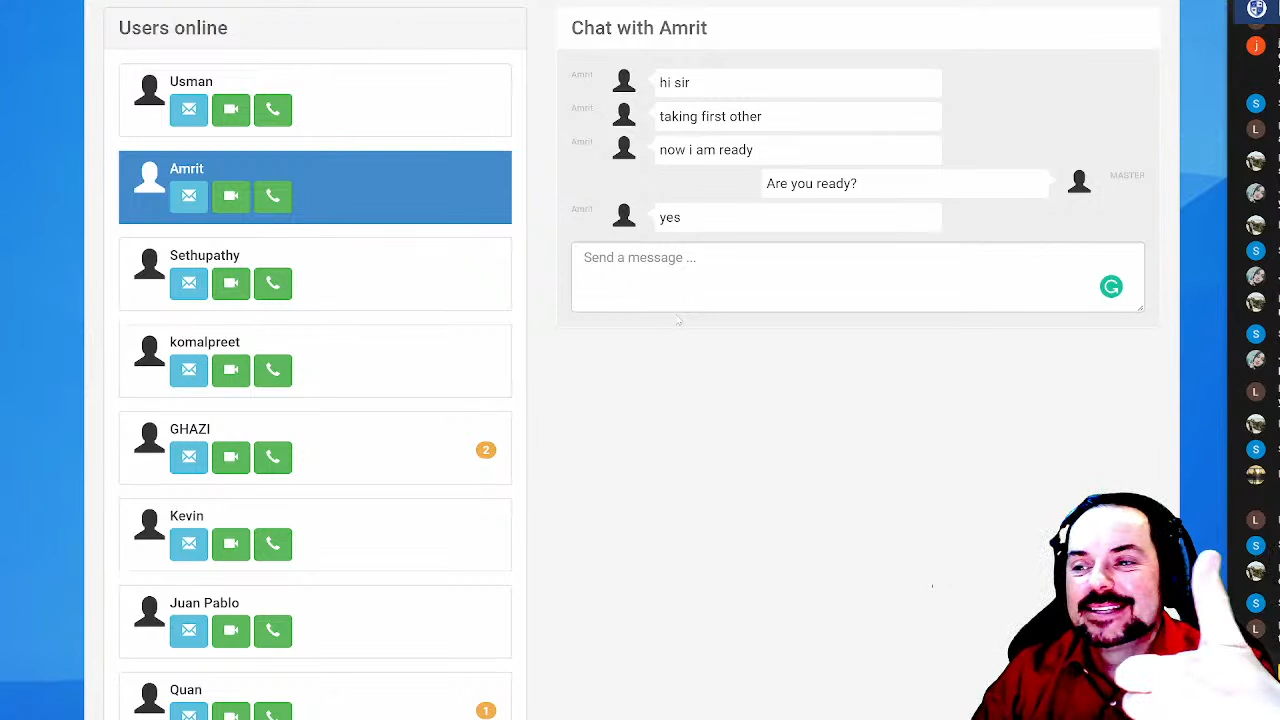 Users online
Usman
Amrit
Sethupathy
komalpreet
GHAZI
2
Kevin
Juan Pablo
Quan
1
Chat with Amrit
Amrit
hi sir
Amrit
taking first other
Amrit
now i am ready
Are you ready?
MASTER
Amrit
yes
Send a message ...
j
S
L
S
S
L
S
L
S
S
L